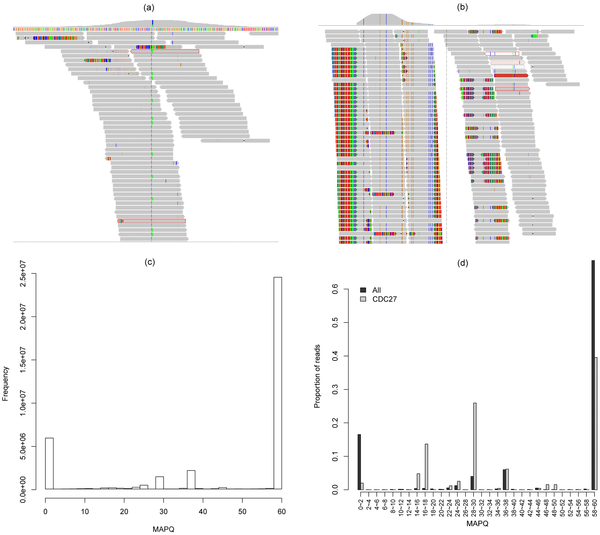 (a)
(b)
(c)
Frequency
2.5e+07
2.0e+07
1.5e+07
1.0e+07
5.0e+06
0.0e+00
0 10 20 30 40 50 60
MAPQ
(d)
All
CDC27
Proportion of reads
0.6
0.5
0.4
0.3
0.2
0.1
0.0
0~2 2~4 4~6 6~8 8~10 10~12 12~14 14~16 16~18 18~20 20~22 22~24 24~26 26~28 28~30 30~32 32~34 34~36 36~38 38~40 40~42 42~44 44~46 46~48 48~50 50~52 52~54 54~56 56~58 58~60
MAPQ